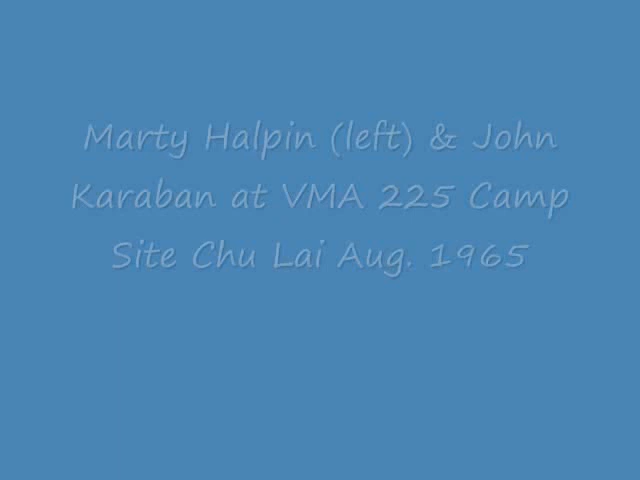 Marty Halpin (left) & John
Karaban at VMA 225 Camp
Site Chu Lai Aug. 1965